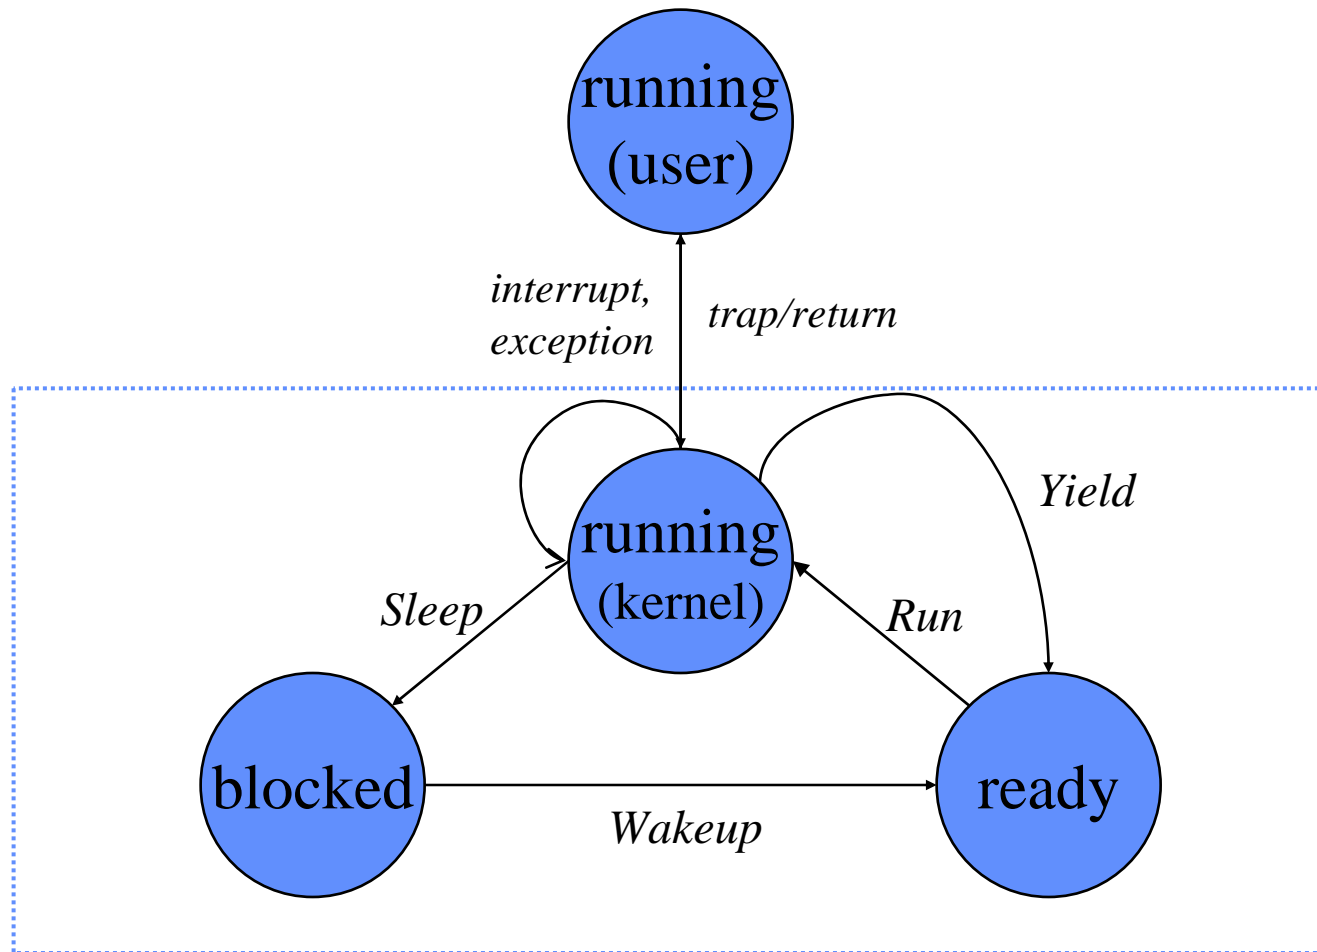 running
(user)
interrupt,
exception
trap/return
Yield
running
(kernel)
Sleep
Run
blocked
ready
Wakeup